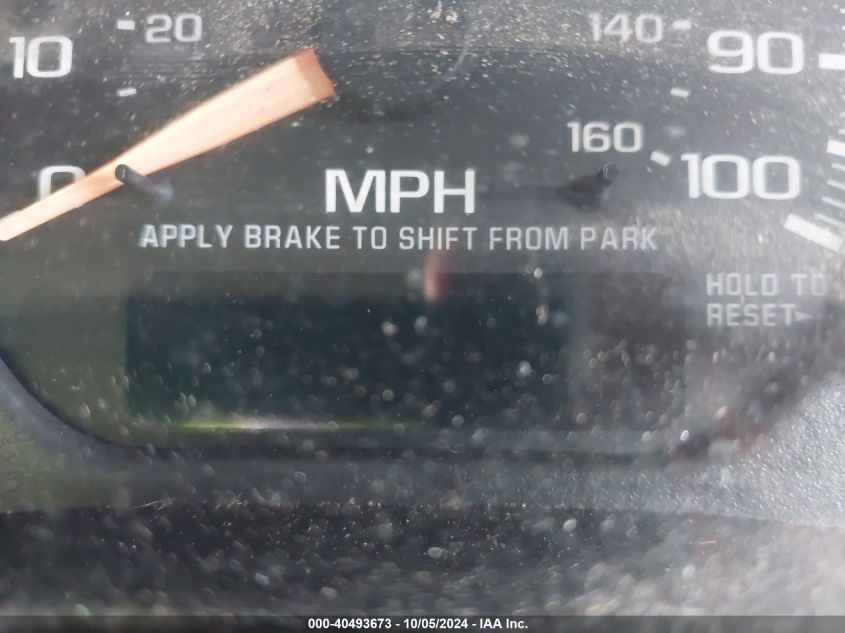 10 20 140 90
0 160 100
MPH
APPLY BRAKE TO SHIFT FROM PARK
HOLD TO
RESET
000-40493673 - 10/05/2024 - IAA Inc.